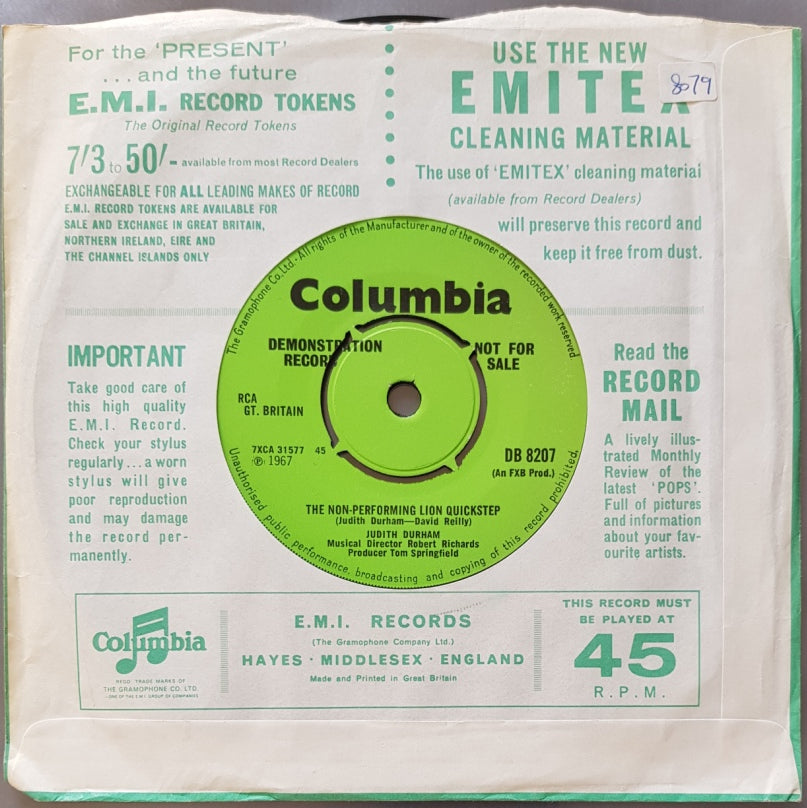 For the 'PRESENT'
...and the future
E.M.I. RECORD TOKENS
The Original Record Tokens
7/3 to 50/- available from most Record Dealers
EXCHANGEABLE FOR ALL LEADING MAKES OF RECORD
E.M.I. RECORD TOKENS ARE AVAILABLE FOR
SALE AND EXCHANGE IN GREAT BRITAIN,
NORTHERN IRELAND, EIRE AND
THE CHANNEL ISLANDS ONLY
USE THE NEW
EMITEX
8079
CLEANING MATERIAL
The use of 'EMITEX' cleaning material
(available from Record Dealers)
will preserve this record and
keep it free from dust.
IMPORTANT
Take good care of
this high quality
E.M.I. Record.
Check your stylus
regularly...a worn
stylus will give
poor reproduction
and may damage
the record per-
manently.
The Gramophone Co. Ltd. - All rights of the Manufacturer and of the owner of the recorded work reserved
Columbia
DEMONSTRATION
RECORD
NOT FOR
SALE
RCA
GT. BRITAIN
7XCA 31577 45
Ⓟ 1967
DB 8207
(An FXB Prod.)
THE NON-PERFORMING LION QUICKSTEP
(Judith Durham—David Reilly)
JUDITH DURHAM
Musical Director Robert Richards
Producer Tom Springfield
Unauthorised public performance, broadcasting and copying of this record prohibited.
Read the
RECORD
MAIL
A lively illus-
trated Monthly
Review of the
latest 'POPS'.
Full of pictures
and information
about your fav-
ourite artists.
Columbia
REGD. TRADE MARKS OF
THE GRAMOPHONE CO. LTD.
—ONE OF THE E.M.I. GROUP OF COMPANIES
E.M.I. RECORDS
(The Gramophone Company Ltd.)
HAYES · MIDDLESEX · ENGLAND
Made and Printed in Great Britain
THIS RECORD MUST
BE PLAYED AT
45
R.P.M.